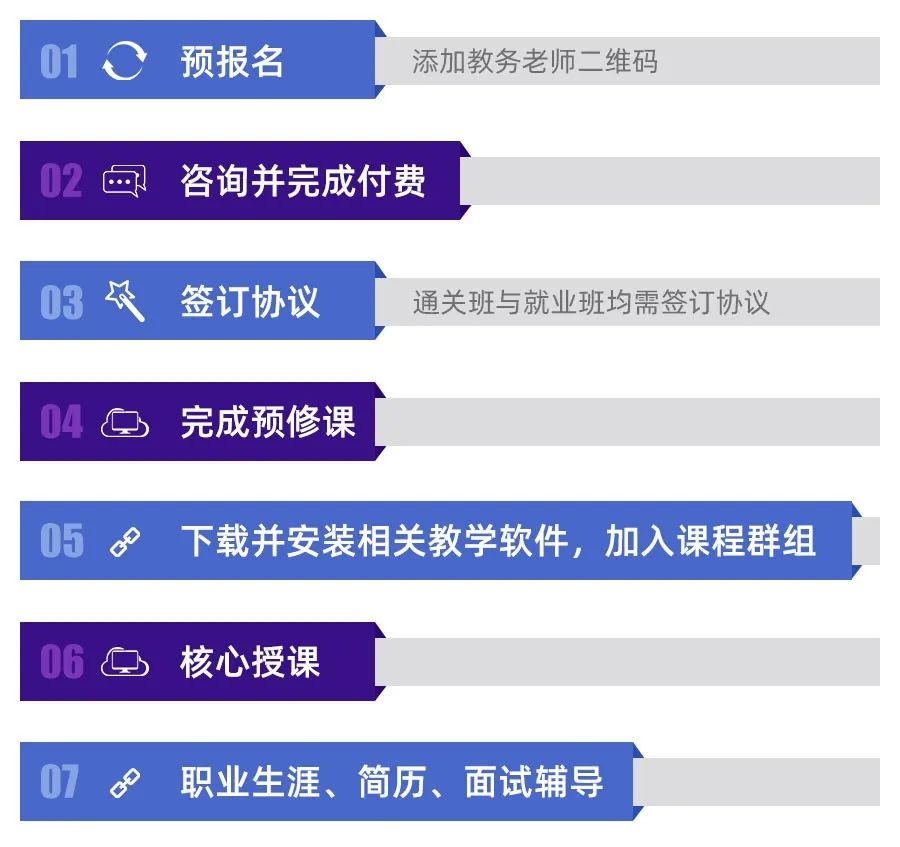 01 预报名 添加教务老师二维码
02 咨询并完成付费
03 签订协议 通关班与就业班均需签订协议
04 完成预修课
05 下载并安装相关教学软件，加入课程群组
06 核心授课
07 职业生涯、简历、面试辅导